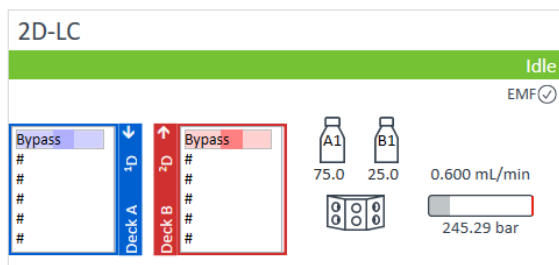 2D-LC
Idle
EMF
Bypass
#
#
#
#
#
Deck A ¹D
Bypass
#
#
#
#
#
Deck B ²D
A1
B1
75.0
25.0
0.600 mL/min
245.29 bar